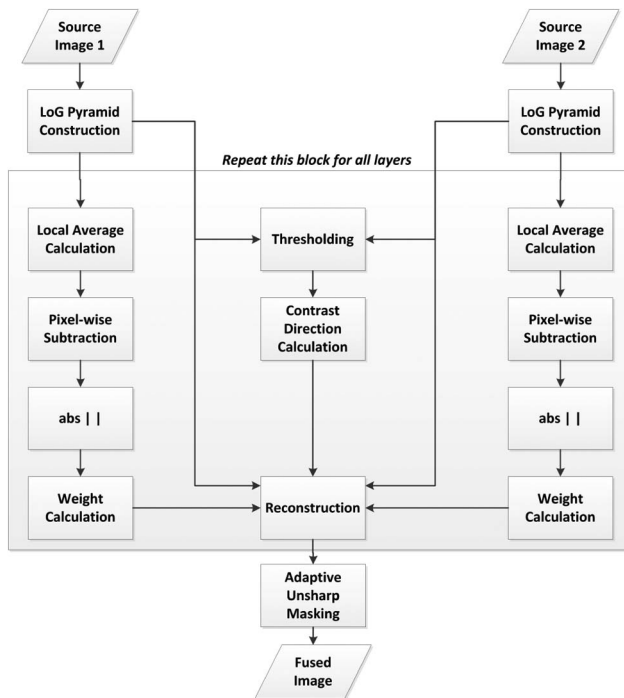 Source
Image 1
Source
Image 2
LoG Pyramid
Construction
LoG Pyramid
Construction
Repeat this block for all layers
Local Average
Calculation
Thresholding
Local Average
Calculation
Pixel-wise
Subtraction
Contrast
Direction
Calculation
Pixel-wise
Subtraction
abs | |
abs | |
Weight
Calculation
Reconstruction
Weight
Calculation
Adaptive
Unsharp
Masking
Fused
Image